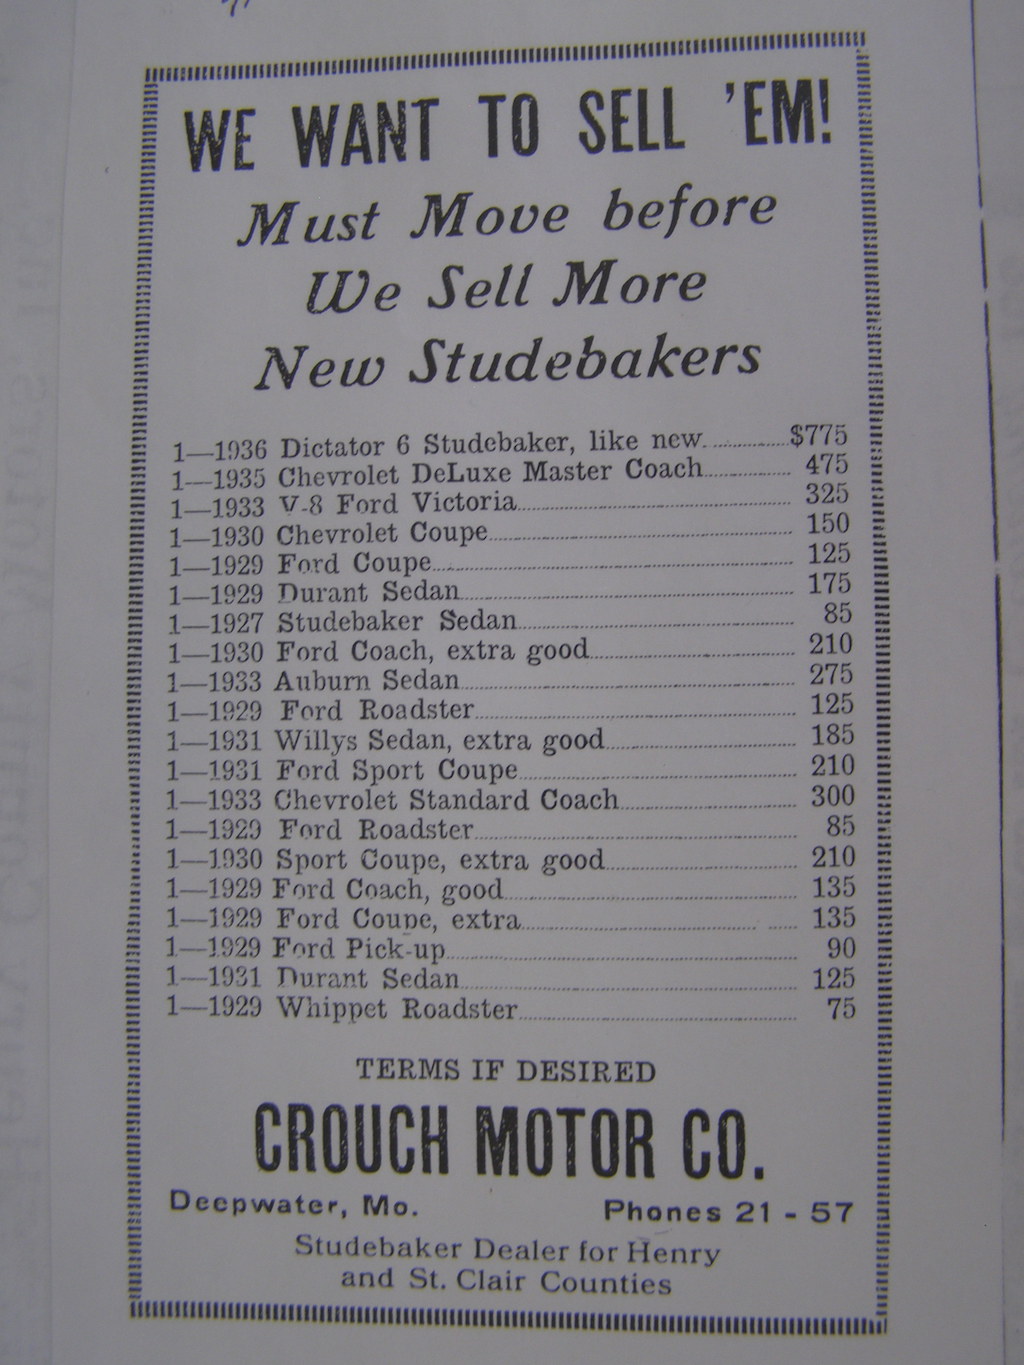 WE WANT TO SELL 'EM!
Must Move before
We Sell More
New Studebakers
1—1936 Dictator 6 Studebaker, like new............$775
1—1935 Chevrolet DeLuxe Master Coach............ 475
1—1933 V-8 Ford Victoria............ 325
1—1930 Chevrolet Coupe............ 150
1—1929 Ford Coupe............ 125
1—1929 Durant Sedan............ 175
1—1927 Studebaker Sedan............ 85
1—1930 Ford Coach, extra good............ 210
1—1933 Auburn Sedan............ 275
1—1929 Ford Roadster............ 125
1—1931 Willys Sedan, extra good............ 185
1—1931 Ford Sport Coupe............ 210
1—1933 Chevrolet Standard Coach............ 300
1—1929 Ford Roadster............ 85
1—1930 Sport Coupe, extra good............ 210
1—1929 Ford Coach, good............ 135
1—1929 Ford Coupe, extra............ 135
1—1929 Ford Pick-up............ 90
1—1931 Durant Sedan............ 125
1—1929 Whippet Roadster............ 75
TERMS IF DESIRED
CROUCH MOTOR CO.
Deepwater, Mo. Phones 21 - 57
Studebaker Dealer for Henry
and St. Clair Counties